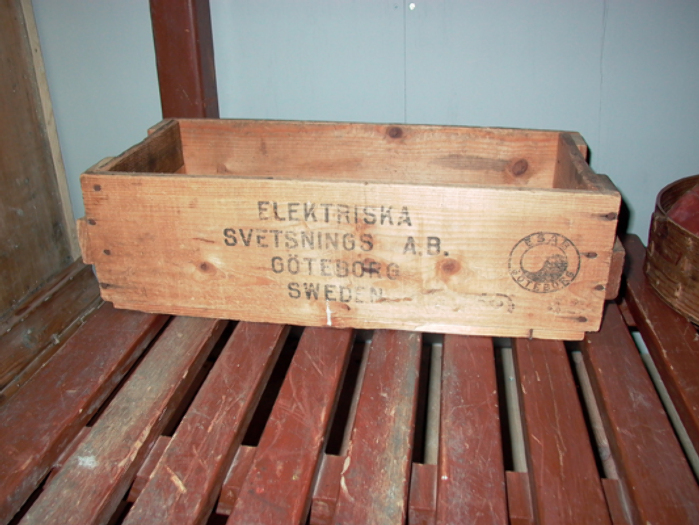 ELEKTRISKA
SVETSNINGS A.B.
GÖTEBORG
SWEDEN
ESAB
GÖTEBORG